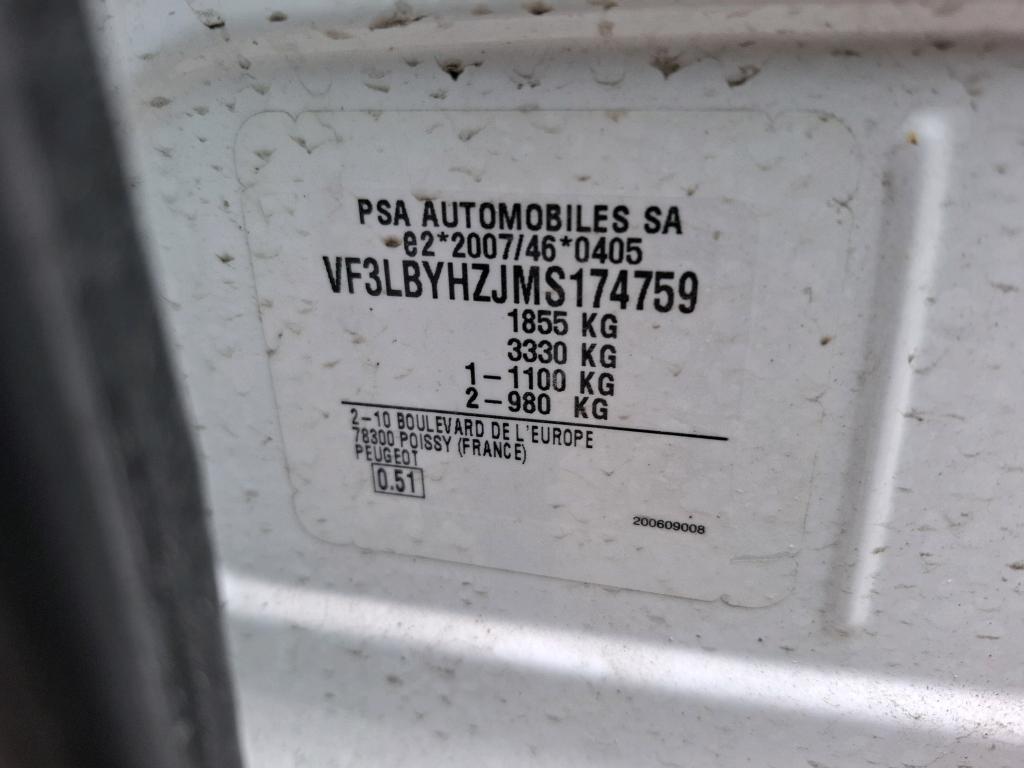 PSA AUTOMOBILES SA
e2*2007/46*0405
VF3LBYHZJMS174759
1855 KG
3330 KG
1-1100 KG
2-980 KG
2-10 BOULEVARD DE L'EUROPE
78300 POISSY (FRANCE)
PEUGEOT
0.51
200609008